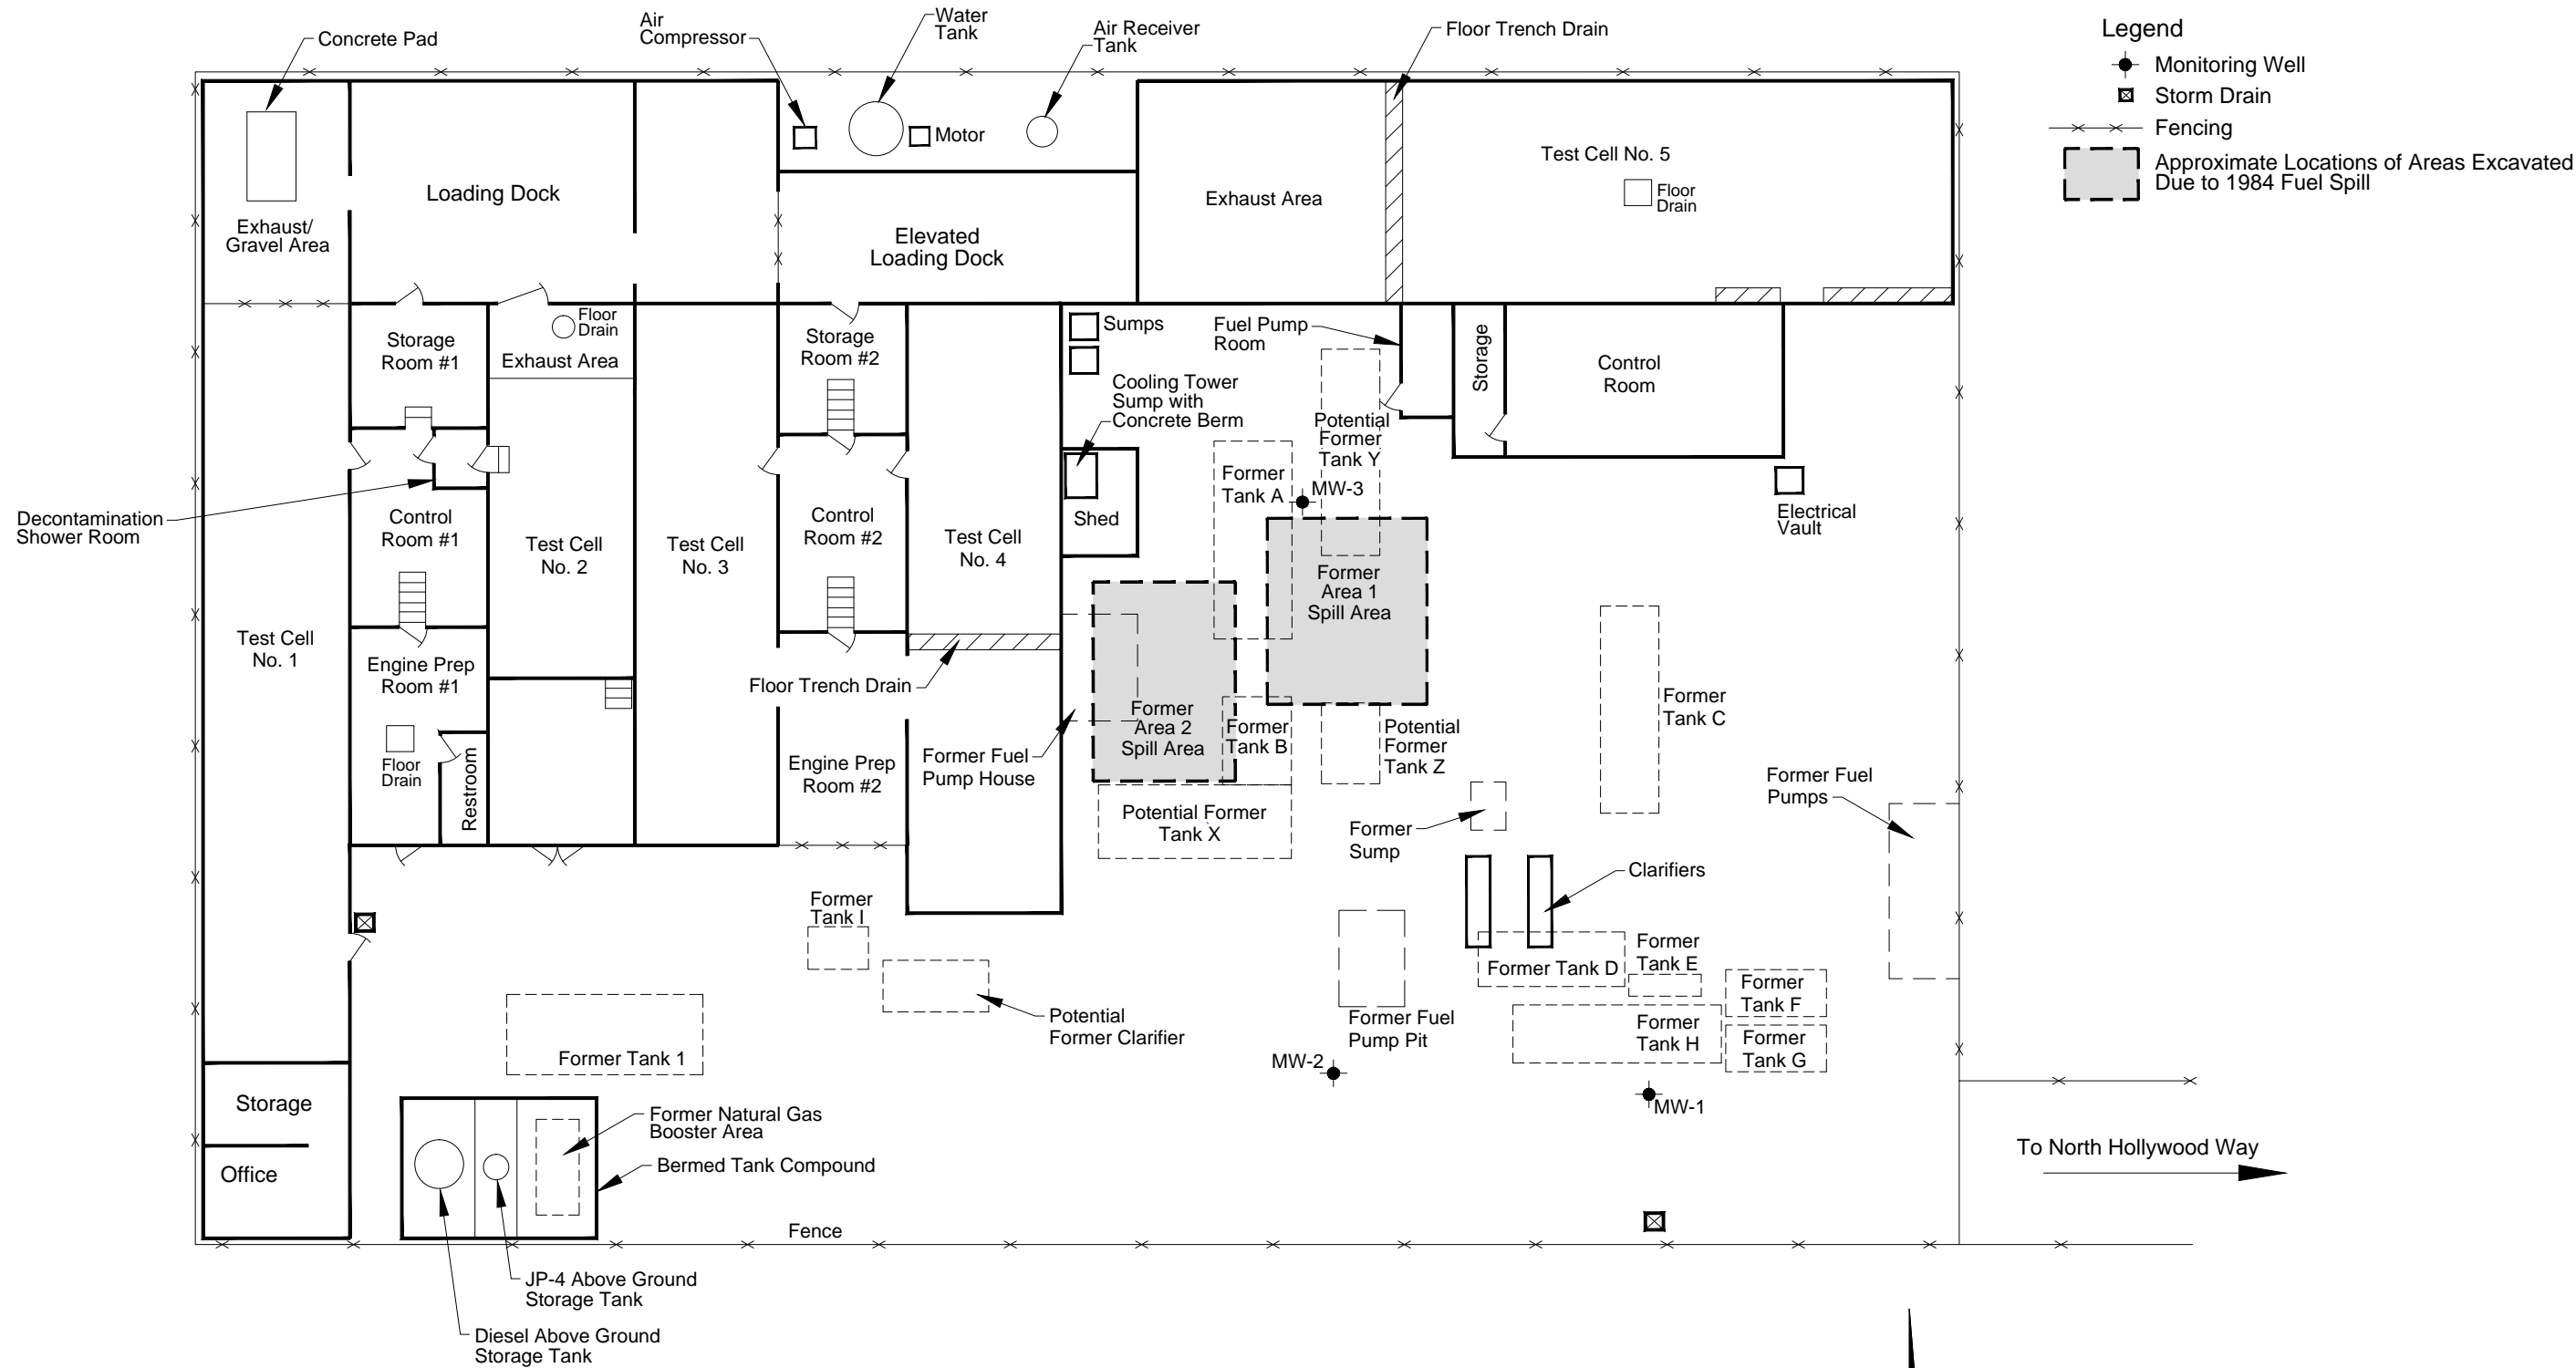 Concrete Pad
Air
Compressor
Water
Tank
Air Receiver
Tank
Floor Trench Drain
Legend
Monitoring Well
Storm Drain
Fencing
Approximate Locations of Areas Excavated
Due to 1984 Fuel Spill
Motor
Loading Dock
Exhaust/
Gravel Area
Elevated
Loading Dock
Exhaust Area
Test Cell No. 5
Floor
Drain
Floor
Drain
Storage
Room #1
Exhaust Area
Storage
Room #2
Sumps
Fuel Pump
Room
Storage
Control
Room
Cooling Tower
Sump with
Concrete Berm
Potential
Former
Tank Y
Former
Tank A
MW-3
Decontamination
Shower Room
Control
Room #1
Test Cell
No. 2
Test Cell
No. 3
Control
Room #2
Test Cell
No. 4
Shed
Electrical
Vault
Former
Area 1
Spill Area
Test Cell
No. 1
Engine Prep
Room #1
Floor Trench Drain
Former
Area 2
Spill Area
Former
Tank B
Potential
Former
Tank Z
Former
Tank C
Floor
Drain
Restroom
Engine Prep
Room #2
Former Fuel
Pump House
Former Fuel
Pumps
Potential Former
Tank X
Former
Sump
Clarifiers
Former
Tank I
Former Tank D
Former
Tank E
Former
Tank F
Former
Tank G
Former
Tank H
Potential
Former Clarifier
Former Fuel
Pump Pit
Former Tank 1
MW-2
MW-1
Storage
Office
Former Natural Gas
Booster Area
Bermed Tank Compound
To North Hollywood Way
Fence
JP-4 Above Ground
Storage Tank
Diesel Above Ground
Storage Tank